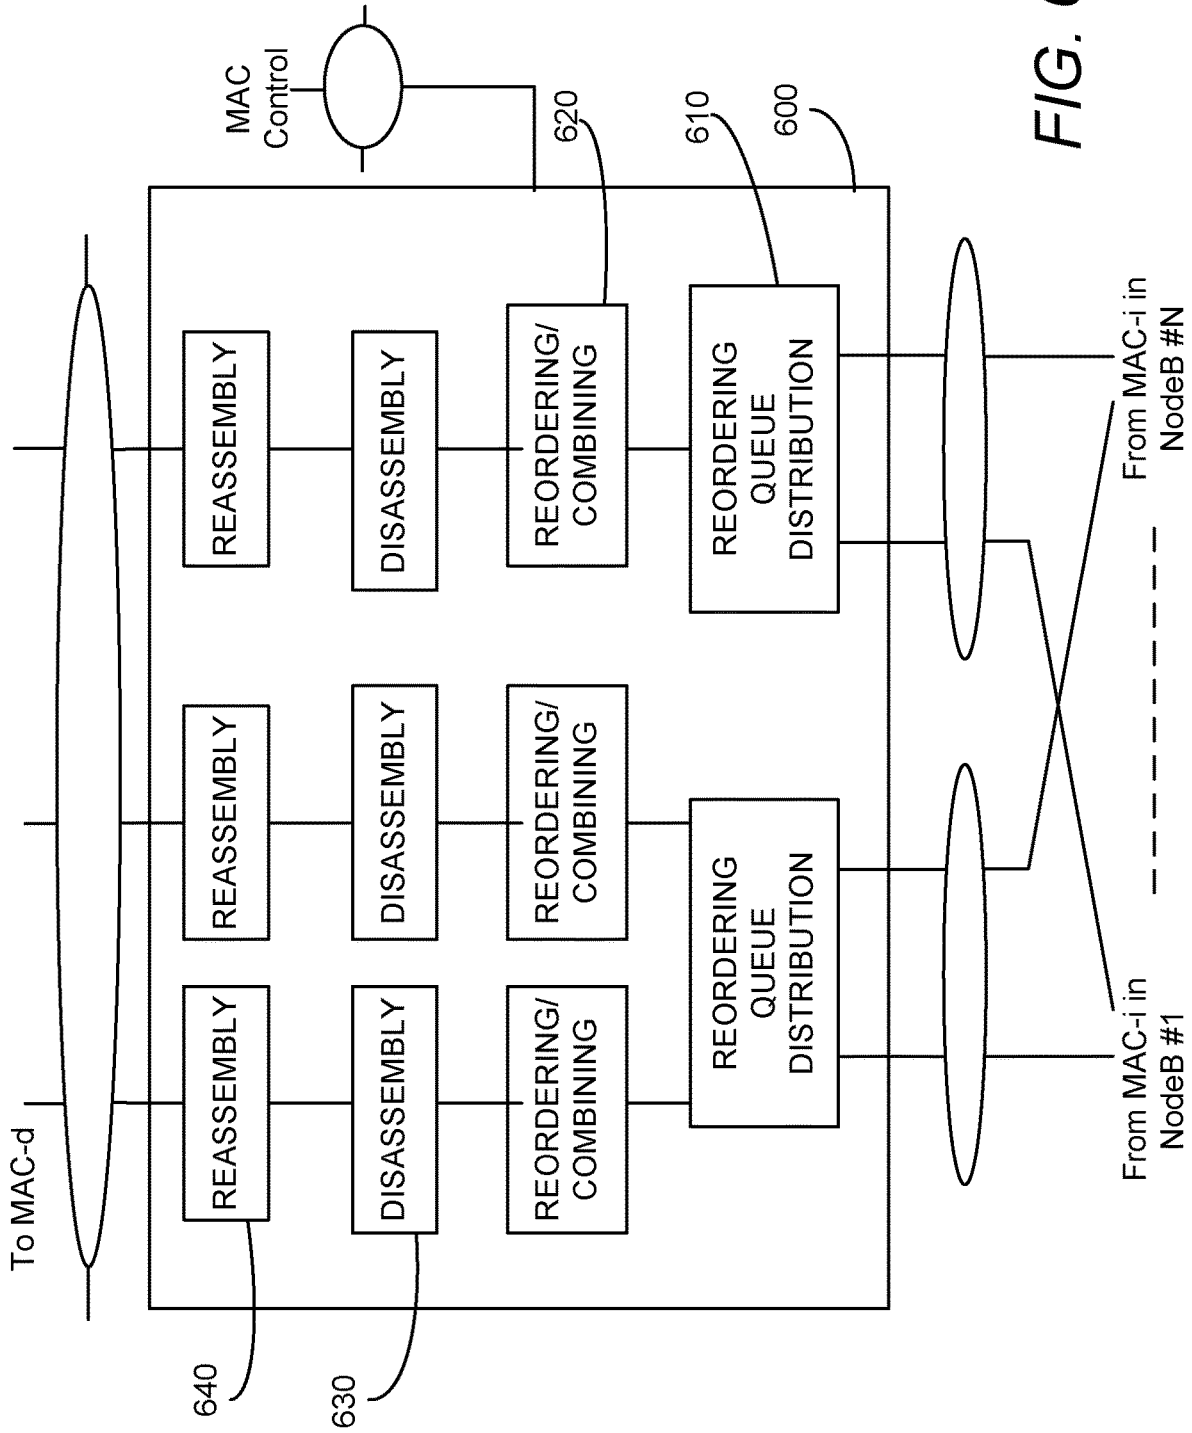 To MAC-d
MAC
Control
640
REASSEMBLY
REASSEMBLY
REASSEMBLY
630
DISASSEMBLY
DISASSEMBLY
DISASSEMBLY
REORDERING/
COMBINING
REORDERING/
COMBINING
REORDERING/
COMBINING
620
REORDERING
QUEUE
DISTRIBUTION
REORDERING
QUEUE
DISTRIBUTION
610
600
From MAC-i in
NodeB #1
From MAC-i in
NodeB #N
FIG.